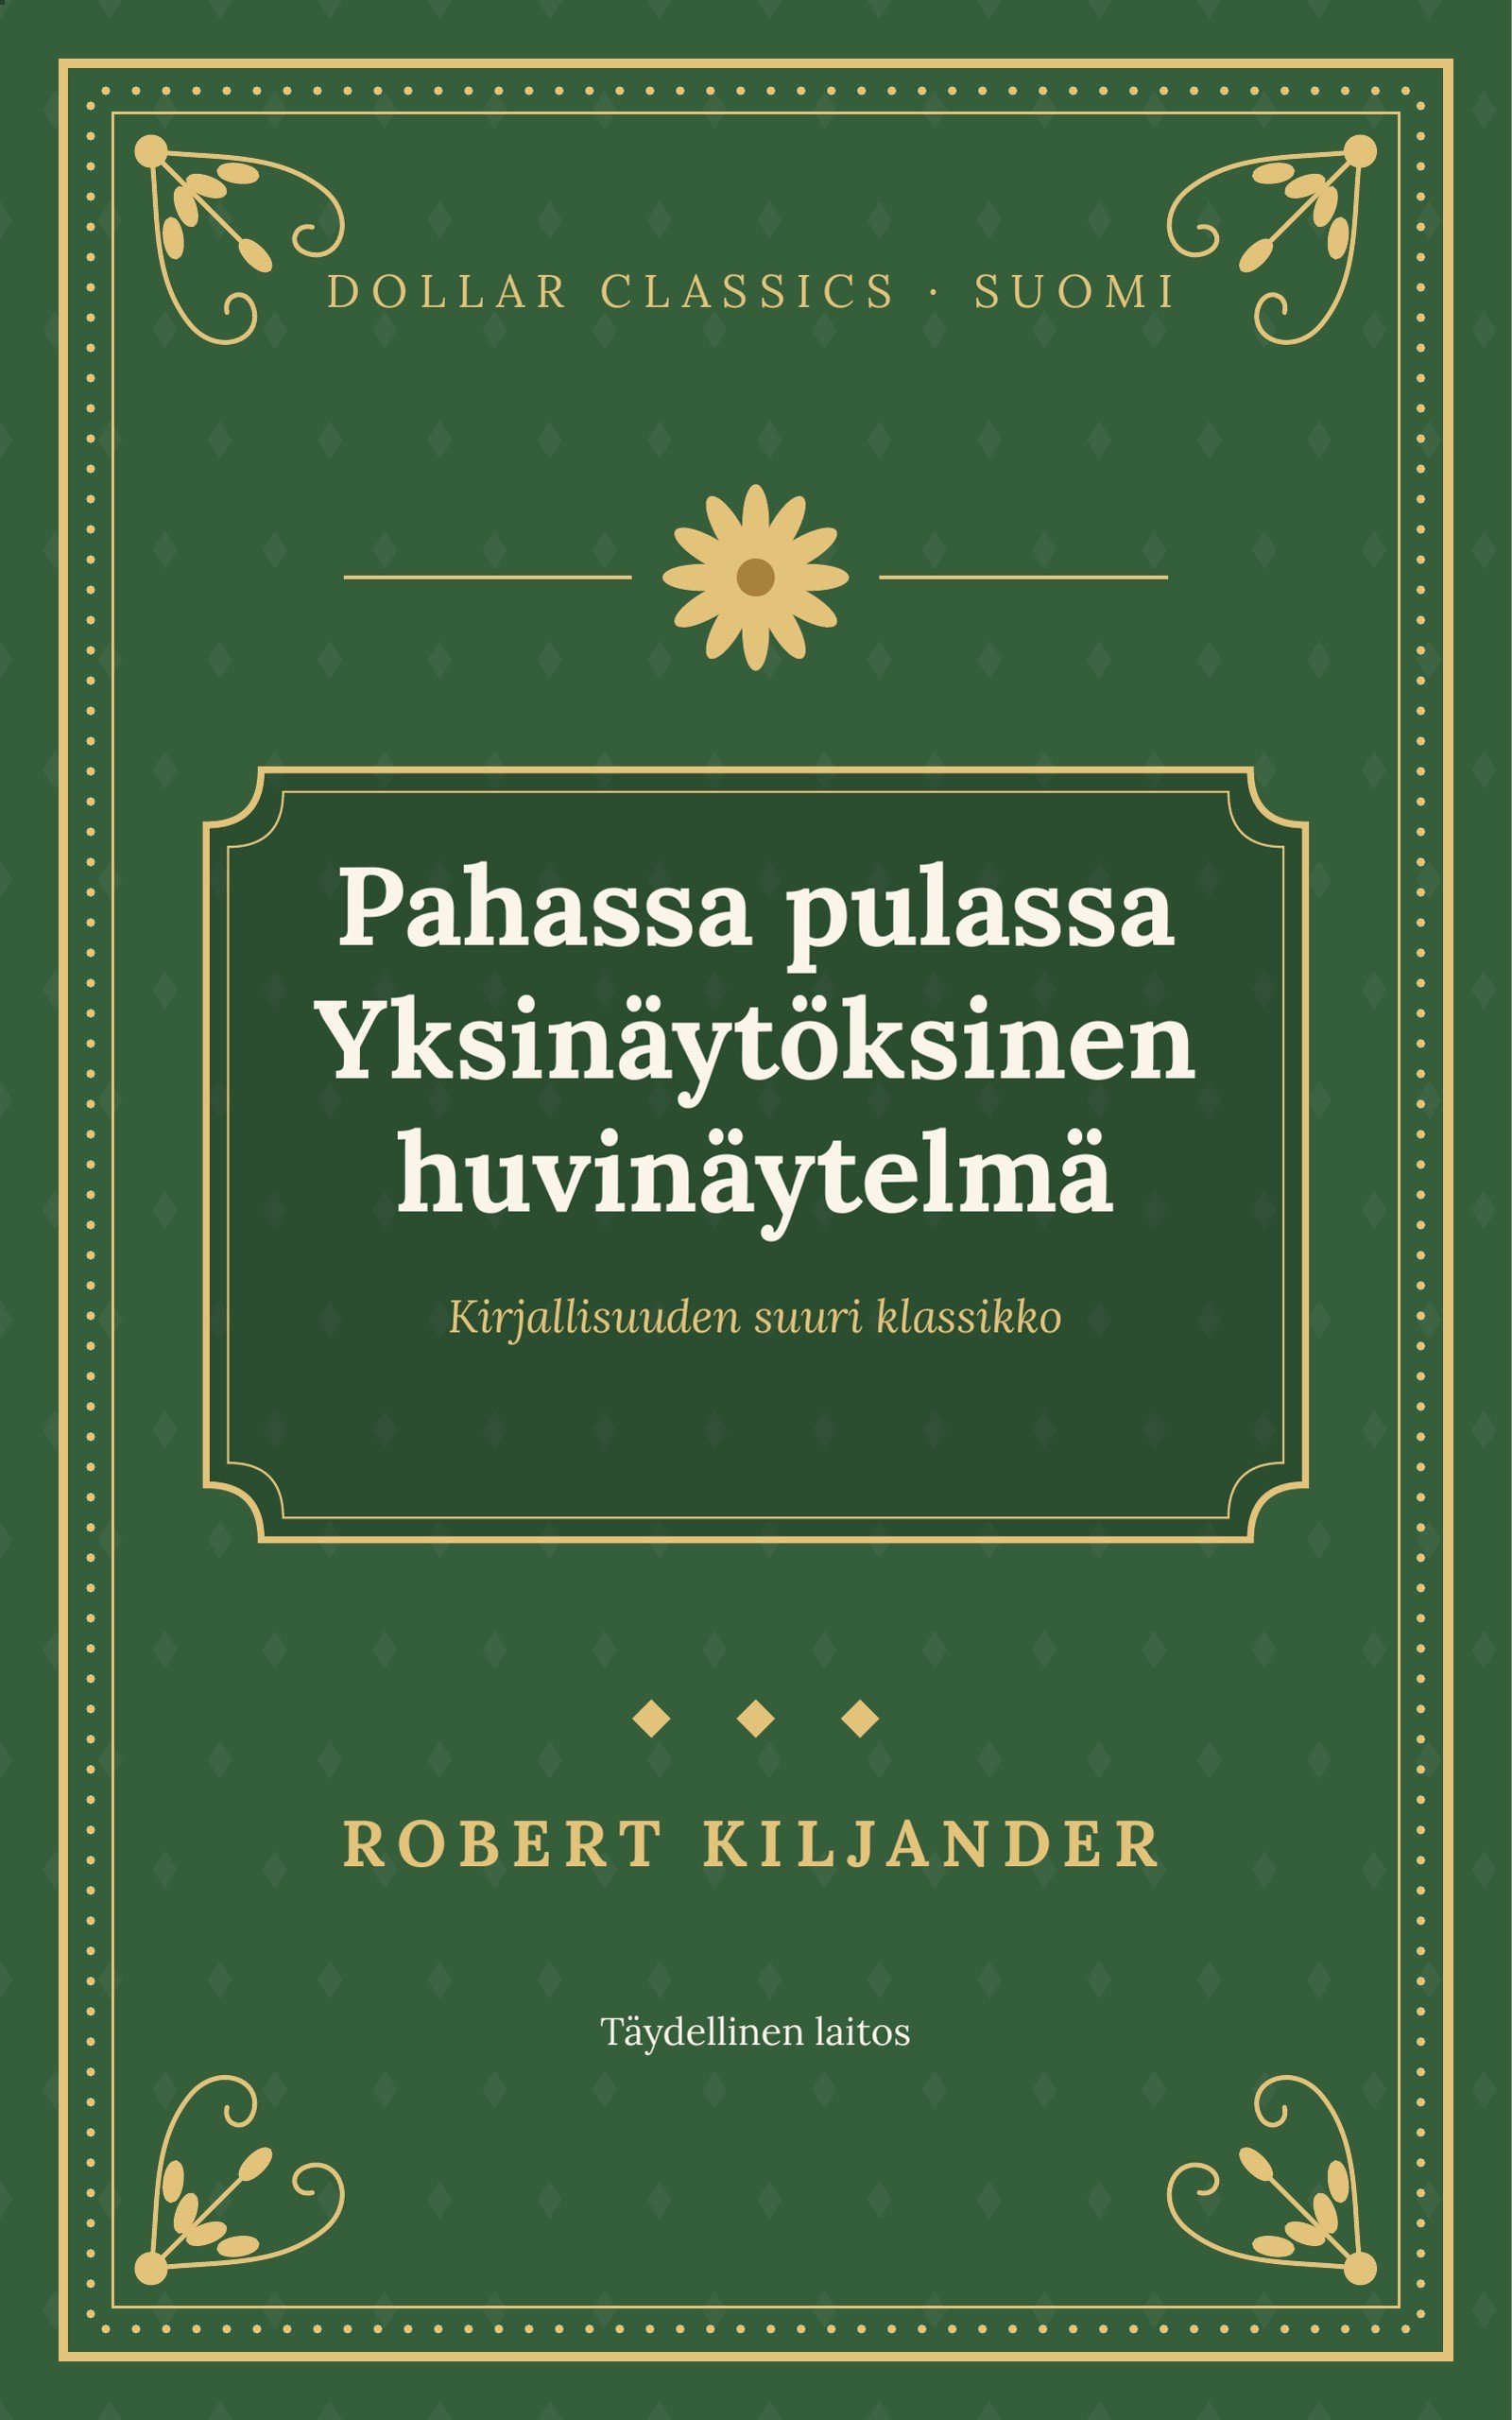 DOLLAR CLASSICS · SUOMI
Pahassa pulassa
Yksinäytöksinen
huvinäytelmä
Kirjallisuuden suuri klassikko
ROBERT KILJANDER
Täydellinen laitos